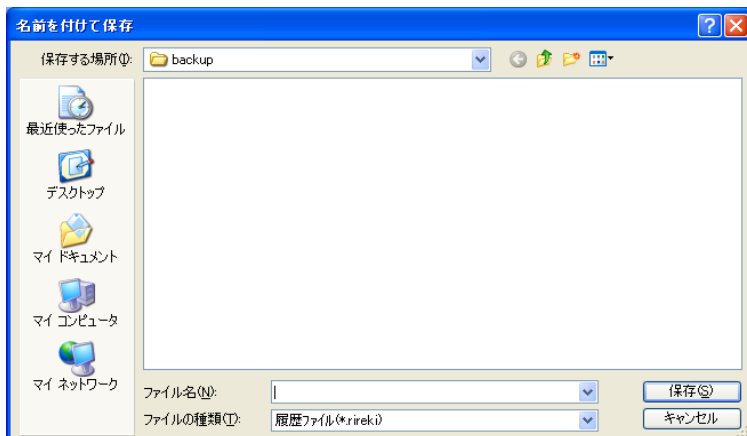 名前を付けて保存
保存する場所(I):
backup
最近使ったファイル
デスクトップ
マイ ドキュメント
マイ コンピュータ
マイ ネットワーク
ファイル名(N):
保存(S)
ファイルの種類(T):
履歴ファイル(*.rireki)
キャンセル